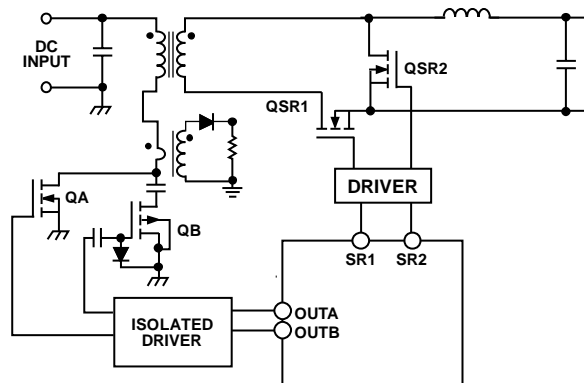 DC
INPUT
QSR2
QSR1
DRIVER
QA
QB
SR1 SR2
OUTA
OUTB
ISOLATED
DRIVER